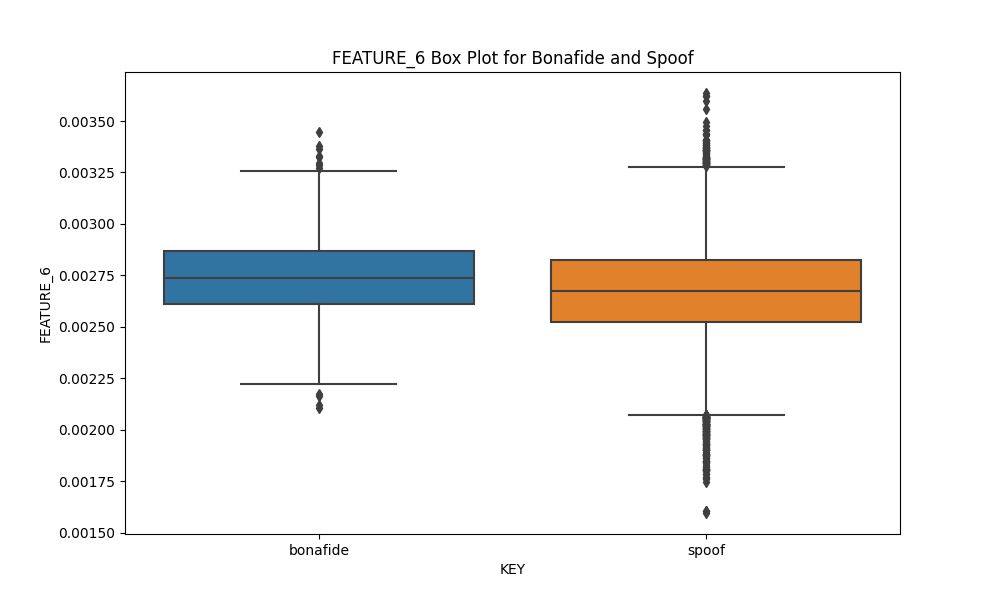 FEATURE_6 Box Plot for Bonafide and Spoof
FEATURE_6
0.00350
0.00325
0.00300
0.00275
0.00250
0.00225
0.00200
0.00175
0.00150
bonafide
spoof
KEY